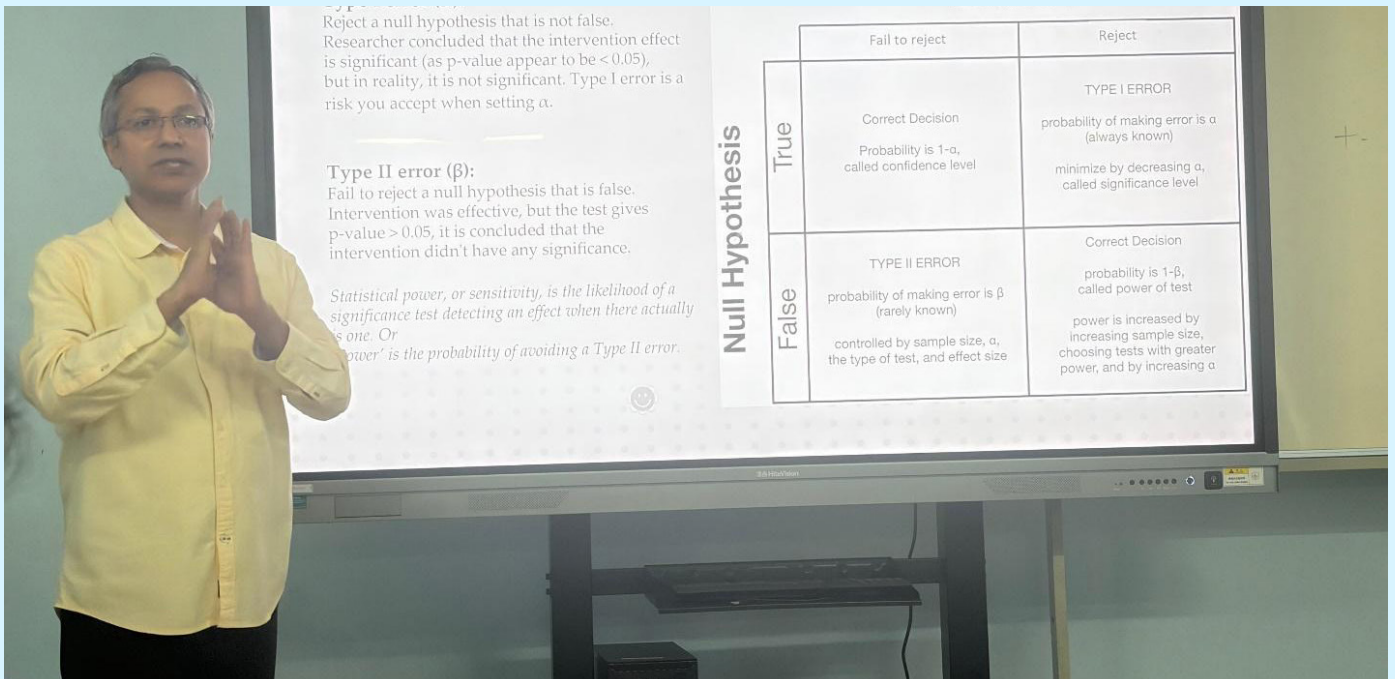 Reject a null hypothesis that is not false.
Researcher concluded that the intervention effect
is significant (as p-value appear to be < 0.05),
but in reality, it is not significant. Type I error is a
risk you accept when setting α.
Type II error (β):
Fail to reject a null hypothesis that is false.
Intervention was effective, but the test gives
p-value > 0.05, it is concluded that the
intervention didn't have any significance.
Statistical power, or sensitivity, is the likelihood of a
significance test detecting an effect when there actually
is one. Or
Power' is the probability of avoiding a Type II error.
Null Hypothesis
Fail to reject
Reject
True
Correct Decision
Probability is 1-α,
called confidence level
TYPE I ERROR
probability of making error is α
(always known)
minimize by decreasing α,
called significance level
False
TYPE II ERROR
probability of making error is β
(rarely known)
controlled by sample size, α,
the type of test, and effect size
Correct Decision
probability is 1-β,
called power of test
power is increased by
increasing sample size,
choosing tests with greater
power, and by increasing α